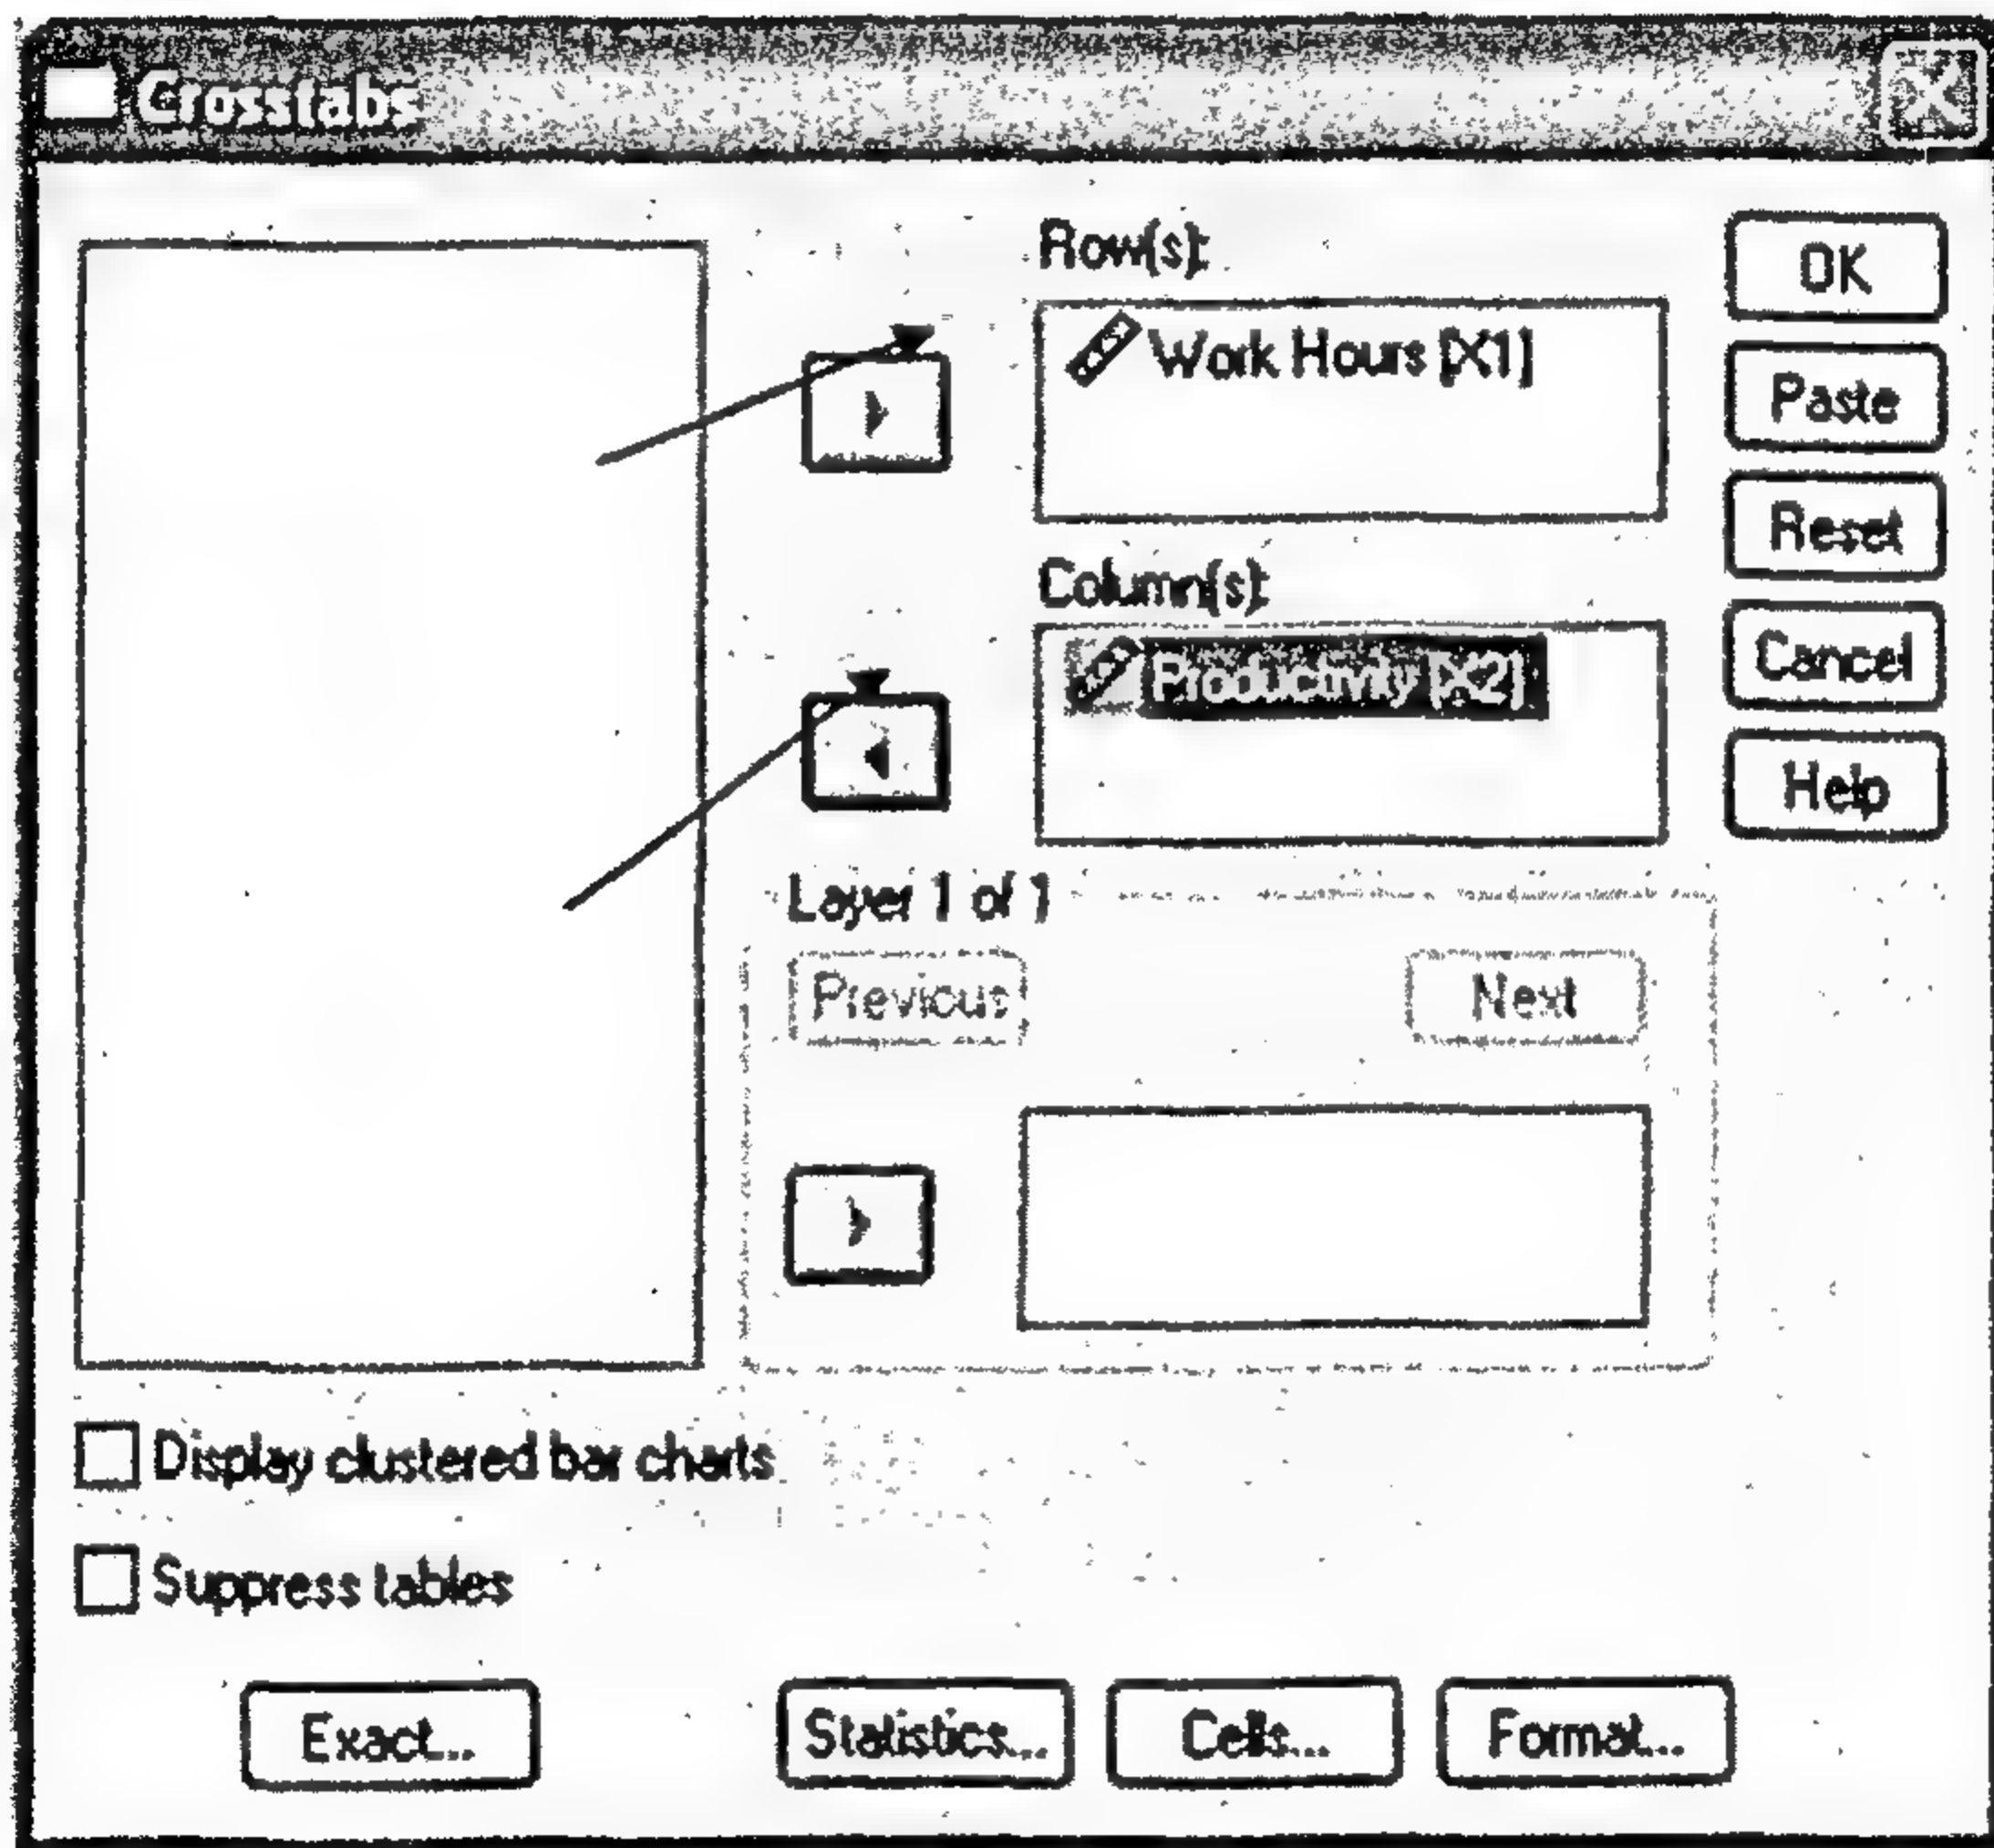 Crosstabs
Row(s):
Work Hours [X1]
Column(s):
Productivity [X2]
OK
Paste
Reset
Cancel
Help
Layer 1 of 1
Previous
Next
Display clustered bar charts
Suppress tables
Exact...
Statistics...
Cells...
Format...